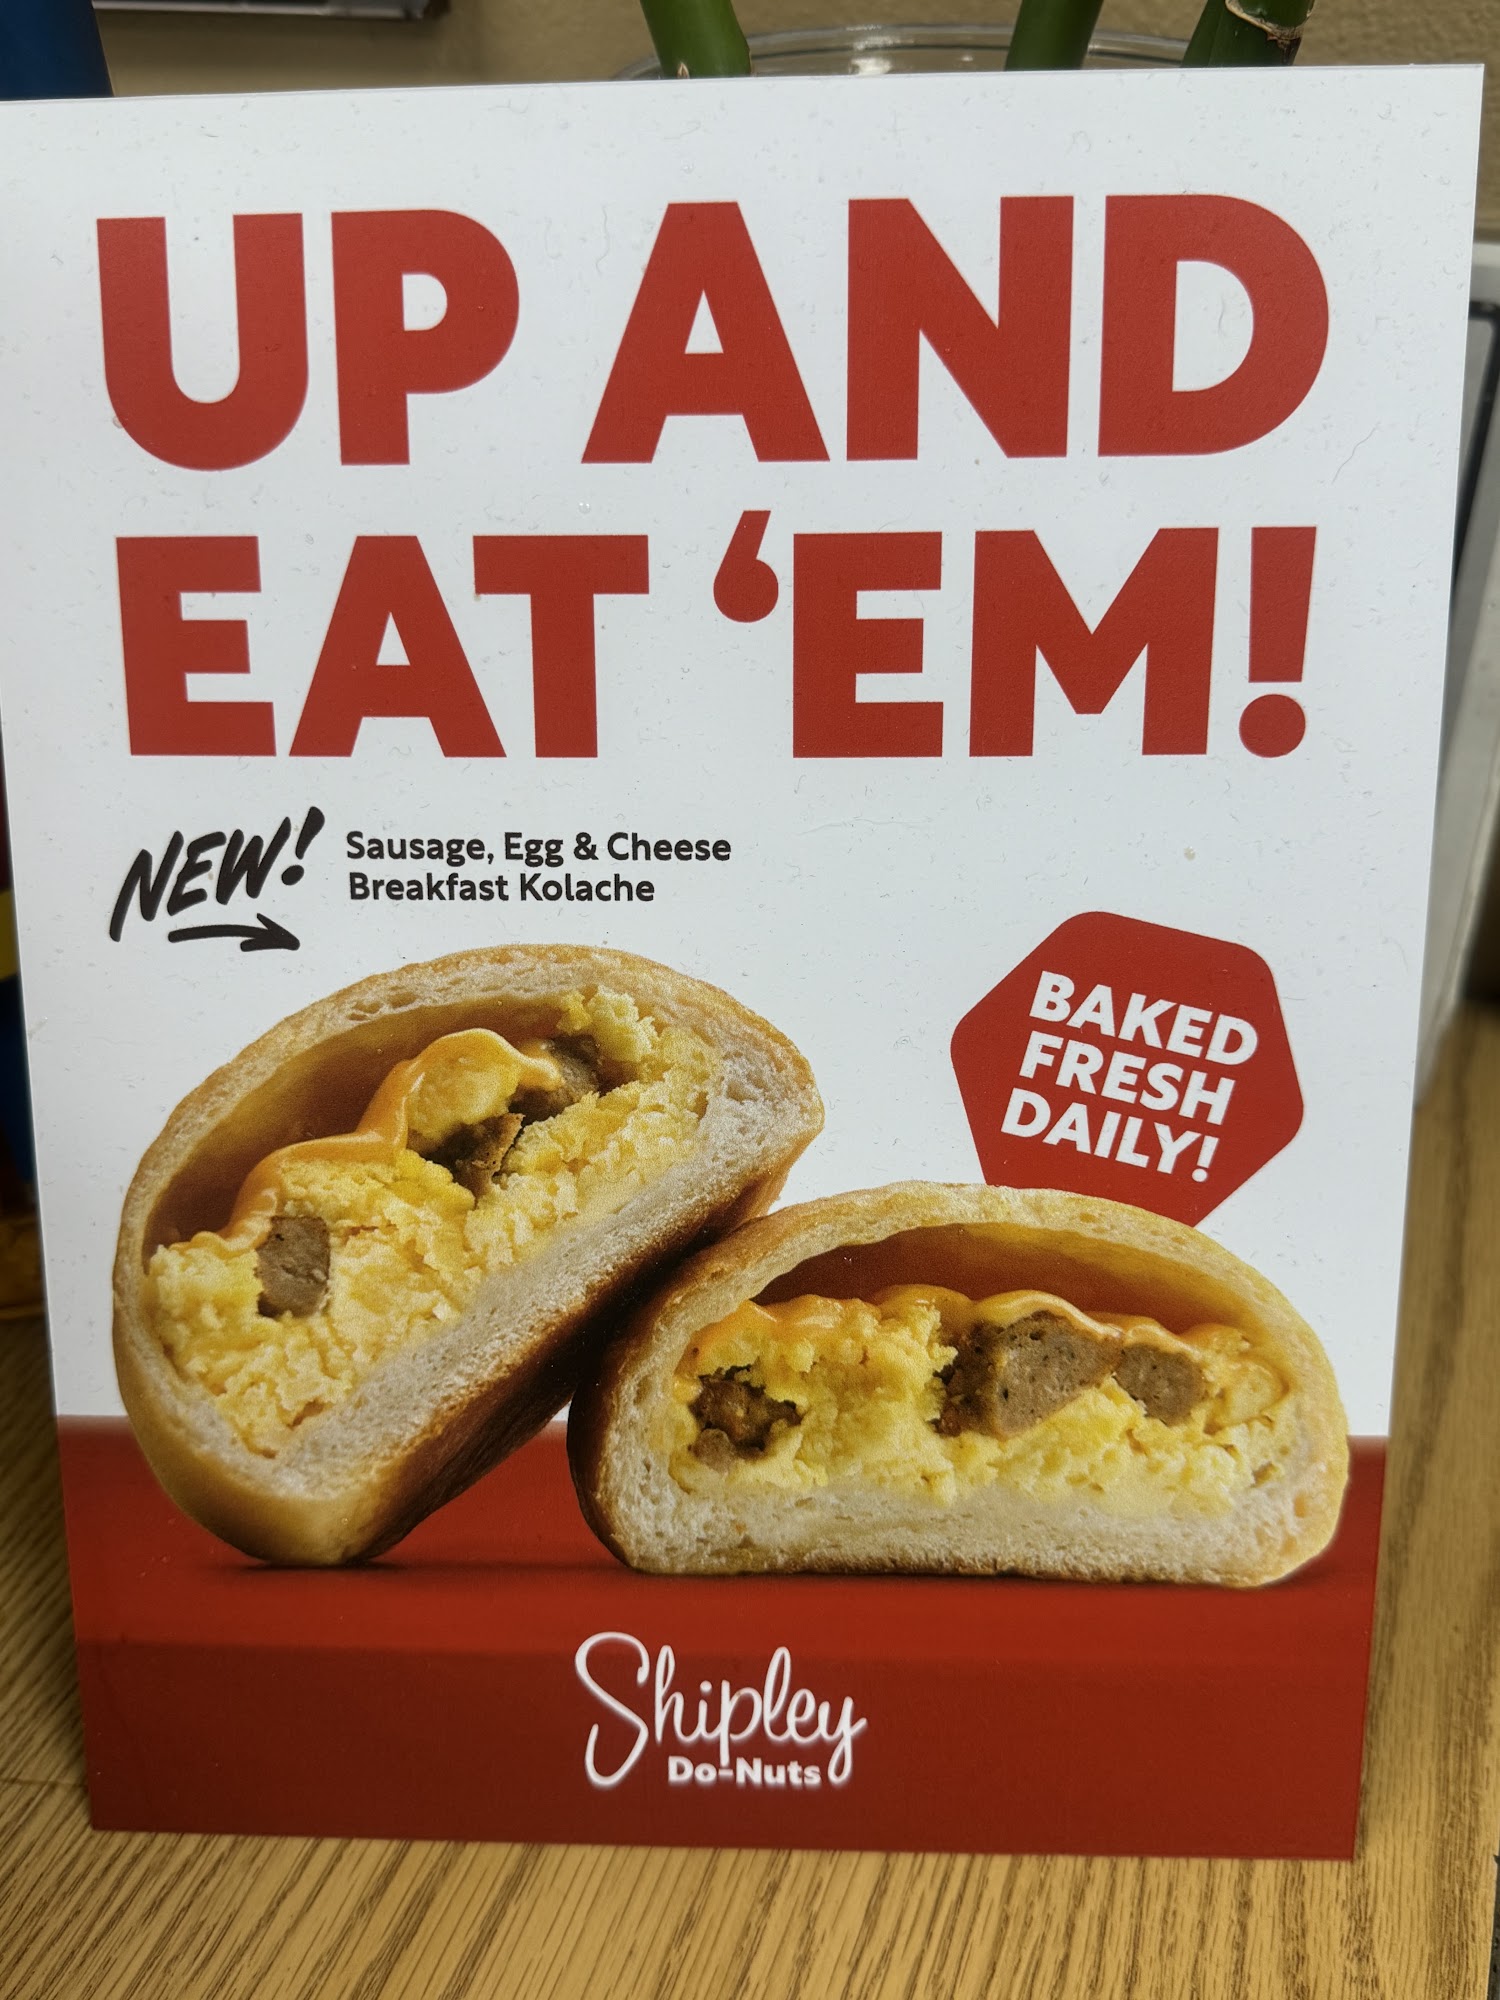 UP AND
EAT ‘EM!
NEW!
Sausage, Egg & Cheese
Breakfast Kolache
BAKED
FRESH
DAILY!
Shipley
Do-Nuts